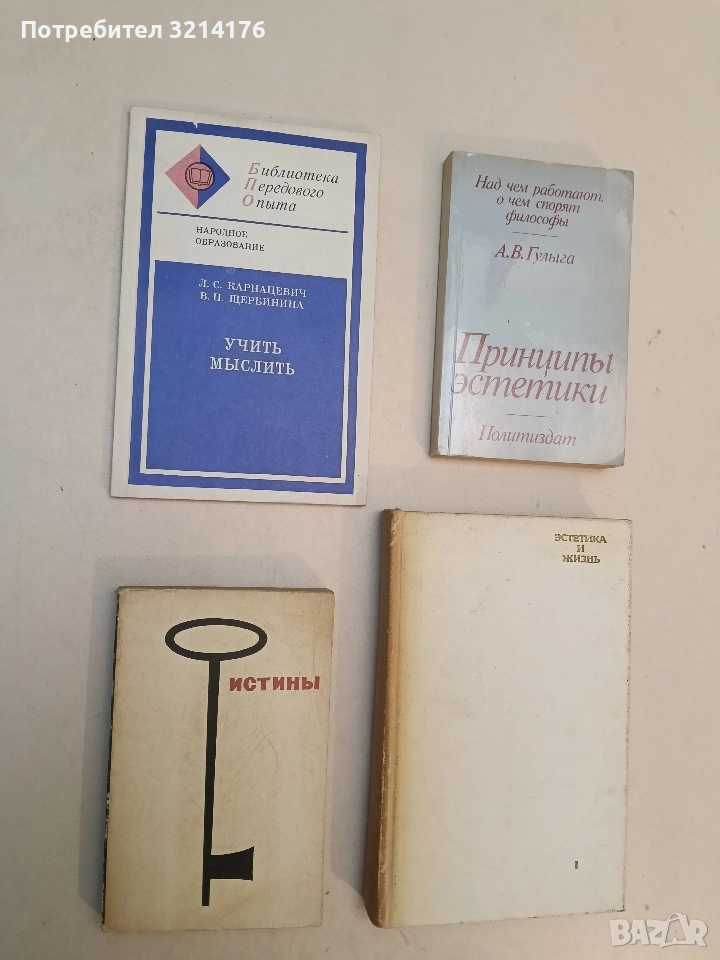 Потребител 3214176
Библиотека
Передового
Опыта
НАРОДНОЕ
ОБРАЗОВАНИЕ
Л. С. КАРНАЦЕВИЧ
В. П. ЩЕРБИНИНА
УЧИТЬ
МЫСЛИТЬ
Над чем работают,
о чем спорят
философы
А.В.Гулыга
Принципы
эстетики
Политиздат
ИСТИНЫ
ЭСТЕТИКА
И
ЖИЗНЬ
1
BAZAR